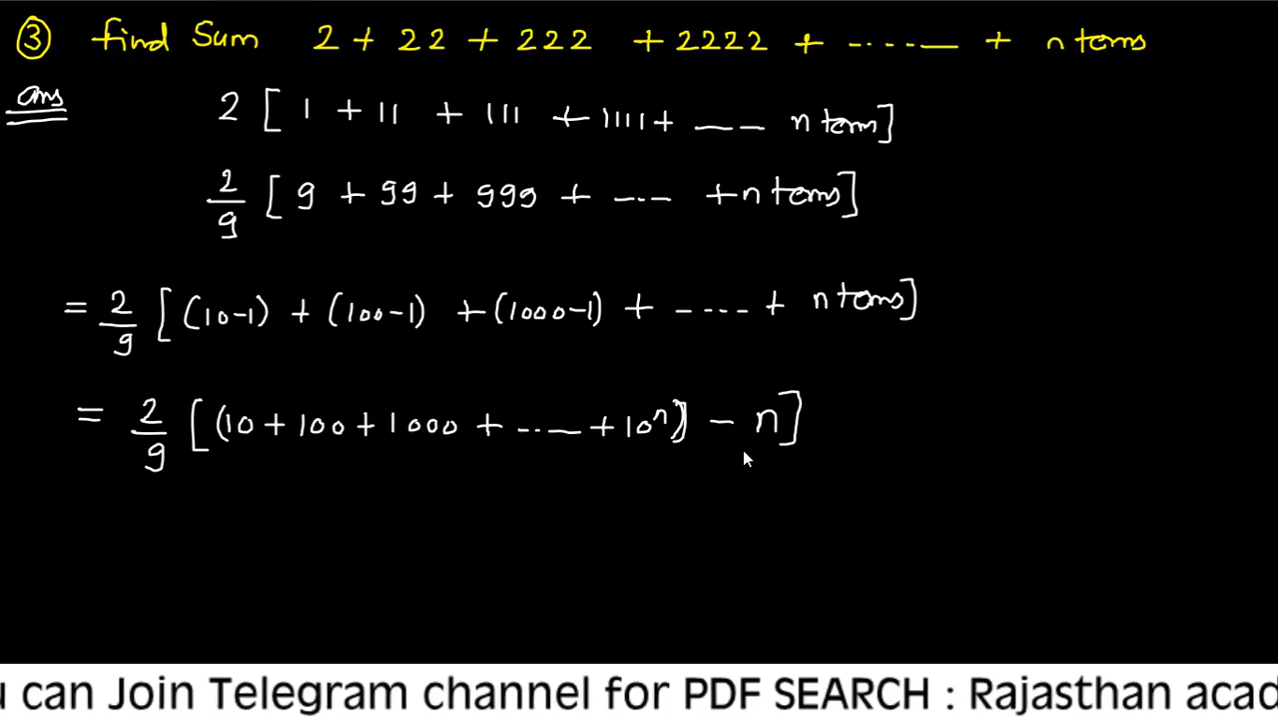 ③ find Sum 2 + 22 + 222 + 2222 + ------ + n terms
ans 2 [ 1 + 11 + 111 + 1111 + ---- n terms]
2/9 [ 9 + 99 + 999 + ---- + n terms]
= 2/9 [(10-1) + (100-1) + (1000-1) + ----- + n terms]
= 2/9 [(10 + 100 + 1000 + ----- + 10ⁿ) - n]
u can Join Telegram channel for PDF SEARCH : Rajasthan acad